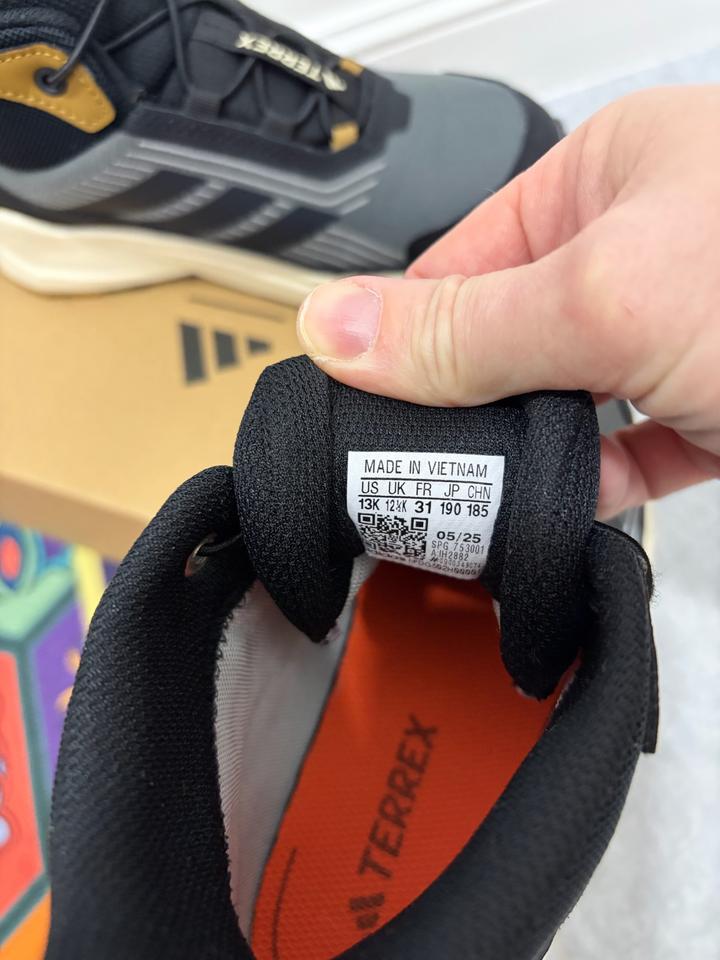 TERREX
MADE IN VIETNAM
US UK FR JP CHN
13K 12½K 31 190 185
05/25
SPG 753001
TERREX